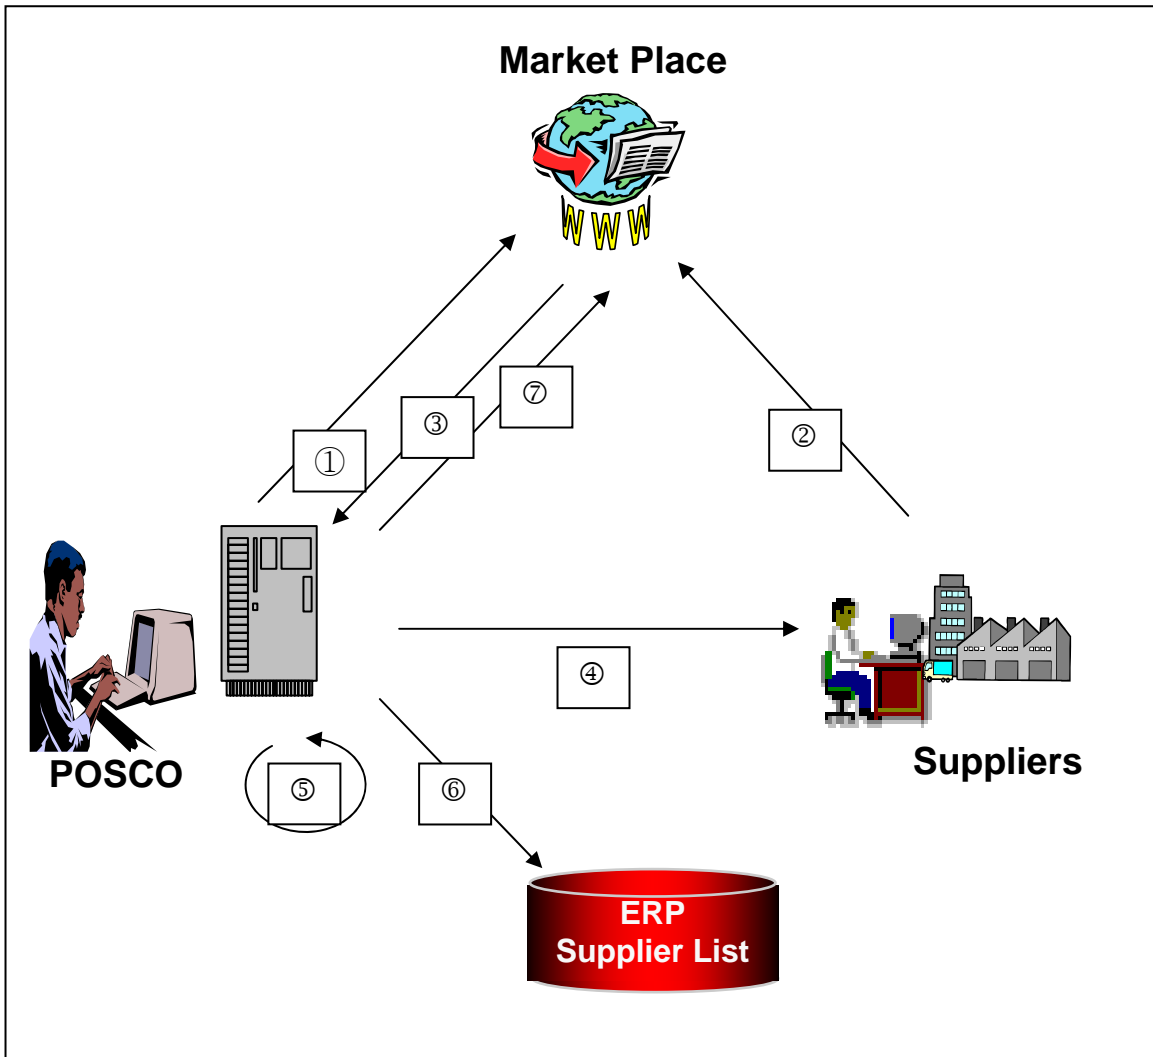 Market Place
WWW
⑦
③
②
①
④
POSCO
Suppliers
⑤
⑥
ERP
Supplier List